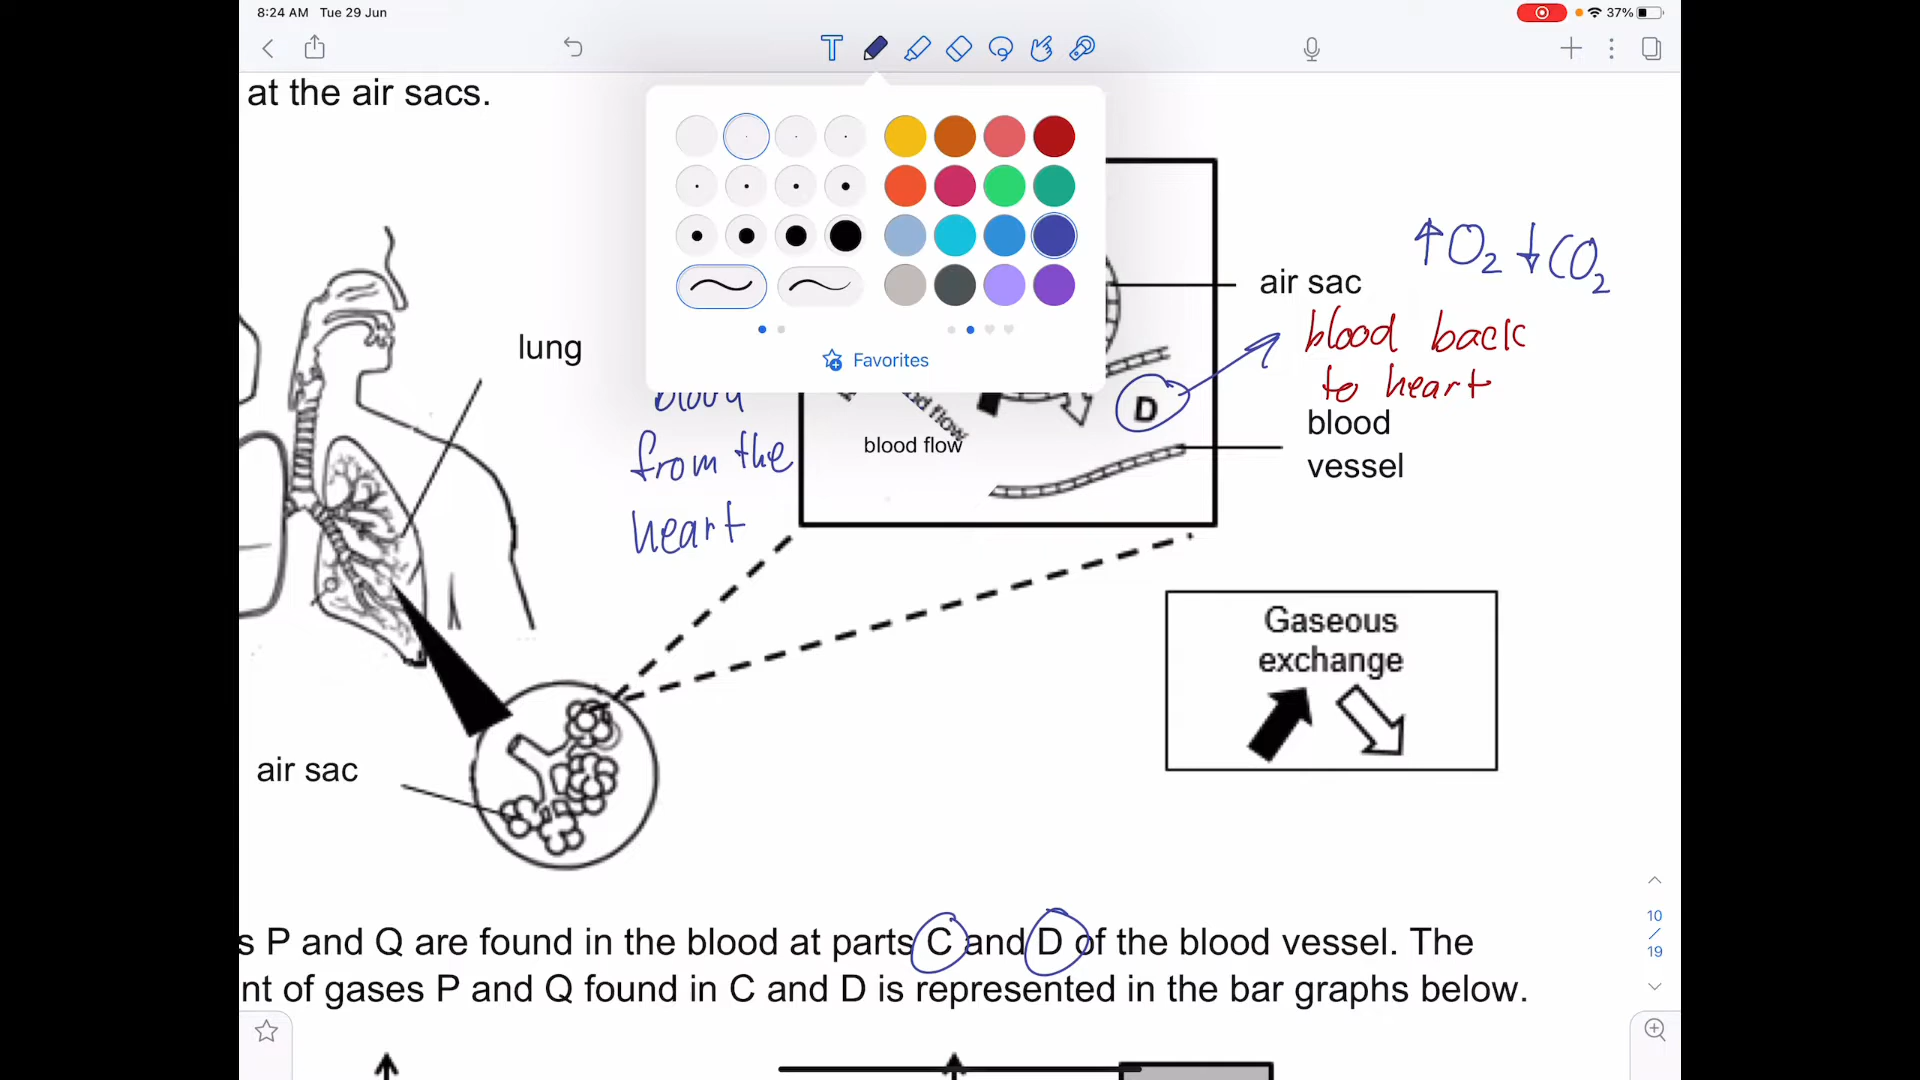 8:24 AM Tue 29 Jun
37%
T
at the air sacs.
Favorites
lung
↑O₂ ↓CO₂
air sac
blood back
to heart
blood
vessel
D
blood
from the
heart
blood flow
flow
Gaseous
exchange
air sac
10
/
19
s P and Q are found in the blood at parts C and D of the blood vessel. The
nt of gases P and Q found in C and D is represented in the bar graphs below.